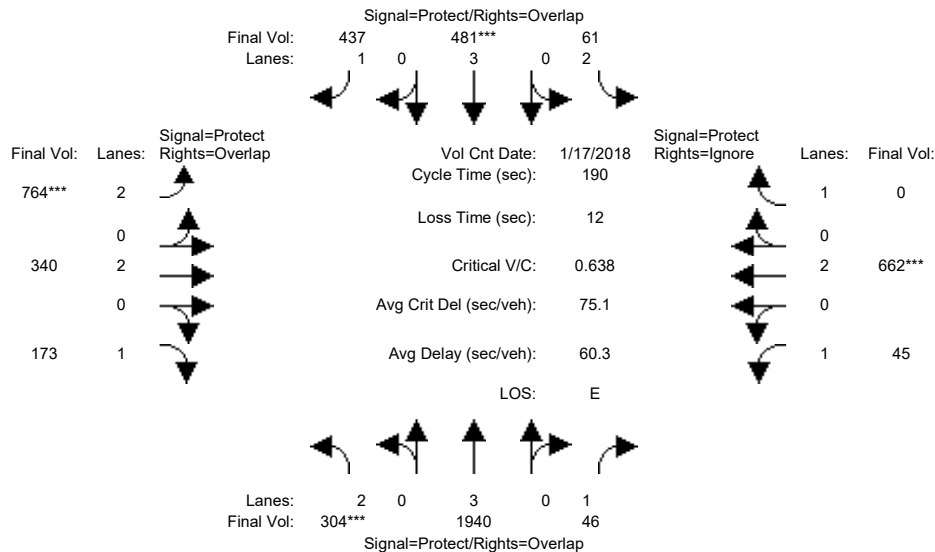 Signal=Protect/Rights=Overlap
Final Vol: 437 481*** 61
Lanes: 1 0 3 0 2
Signal=Protect
Final Vol: Lanes: Rights=Overlap
Vol Cnt Date: 1/17/2018
Signal=Protect
Rights=Ignore Lanes: Final Vol:
Cycle Time (sec): 190
764*** 2
1 0
Loss Time (sec): 12
0
0
340 2
Critical V/C: 0.638
2 662***
0
Avg Crit Del (sec/veh): 75.1
0
173 1
Avg Delay (sec/veh): 60.3
1 45
LOS: E
Lanes: 2 0 3 0 1
Final Vol: 304*** 1940 46
Signal=Protect/Rights=Overlap